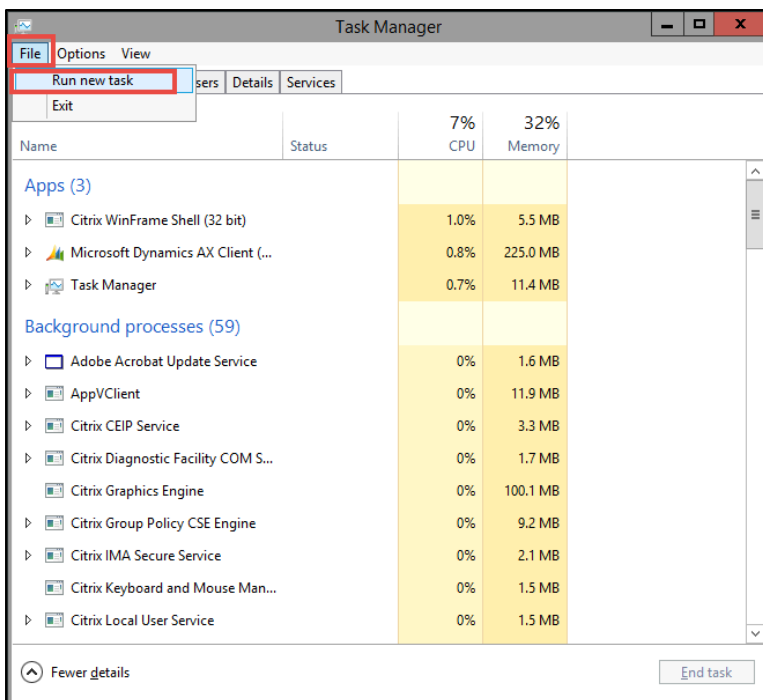 Task Manager
File Options View
Run new task
sers Details Services
Exit
7% 32%
Name Status CPU Memory
Apps (3)
Citrix WinFrame Shell (32 bit) 1.0% 5.5 MB
Microsoft Dynamics AX Client (... 0.8% 225.0 MB
Task Manager 0.7% 11.4 MB
Background processes (59)
Adobe Acrobat Update Service 0% 1.6 MB
AppVClient 0% 11.9 MB
Citrix CEIP Service 0% 3.3 MB
Citrix Diagnostic Facility COM S... 0% 1.7 MB
Citrix Graphics Engine 0% 100.1 MB
Citrix Group Policy CSE Engine 0% 9.2 MB
Citrix IMA Secure Service 0% 2.1 MB
Citrix Keyboard and Mouse Man... 0% 1.5 MB
Citrix Local User Service 0% 1.5 MB
Fewer details End task